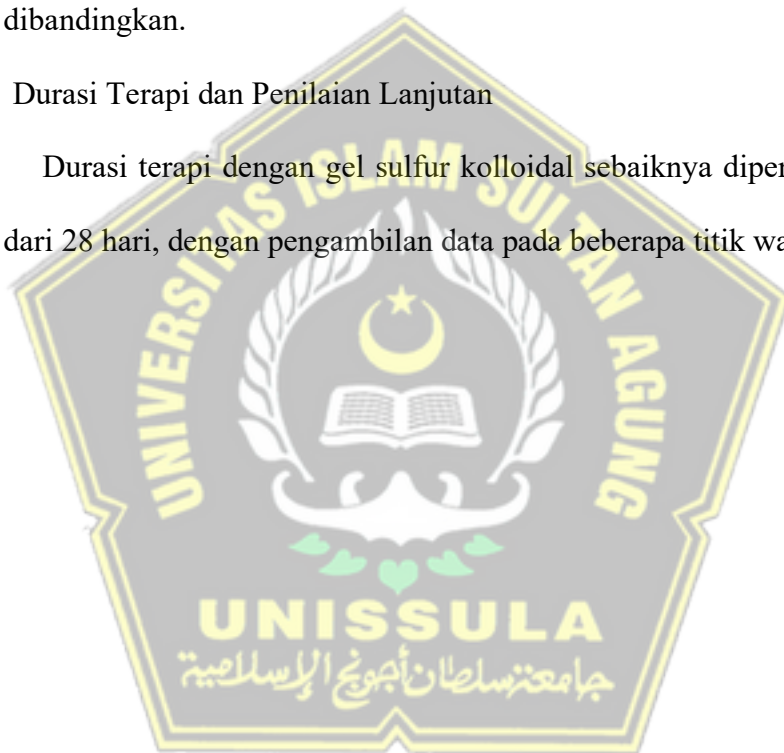 dibandingkan.
Durasi Terapi dan Penilaian Lanjutan
Durasi terapi dengan gel sulfur kolloidal sebaiknya diper
dari 28 hari, dengan pengambilan data pada beberapa titik wa
UNIVERSITAS ISLAM SULTAN AGUNG
UNISSULA
جامعة سلطان أجونج الإسلامية